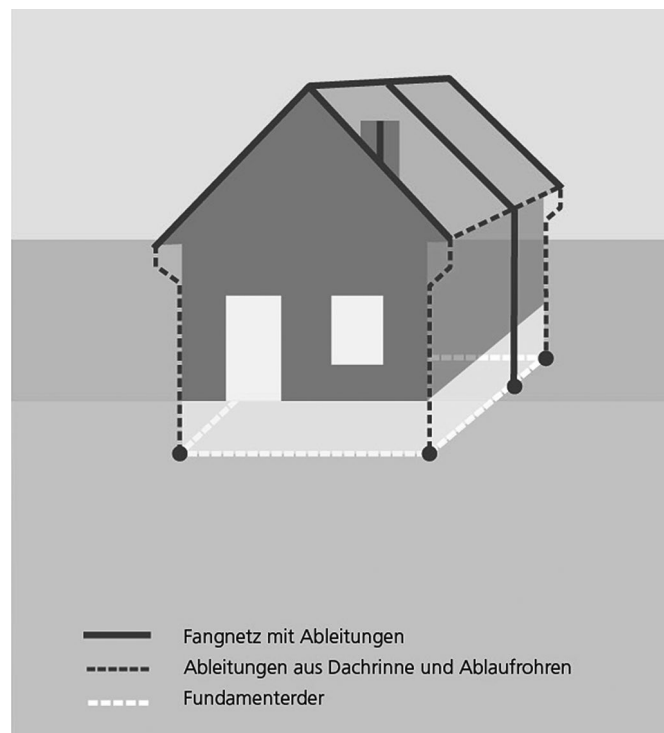 Fangnetz mit Ableitungen
Ableitungen aus Dachrinne und Ablaufrohren
Fundamenterder